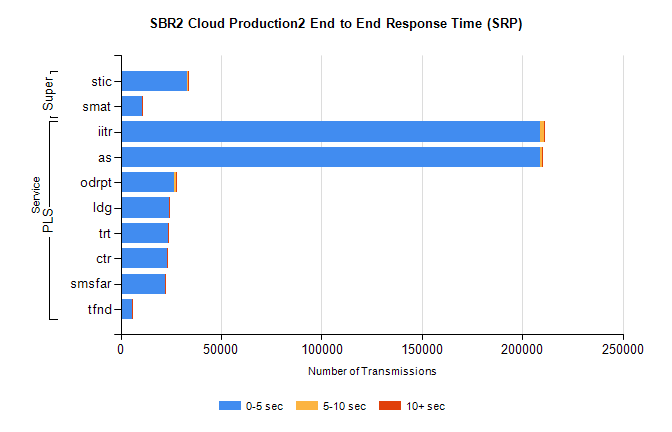 SBR2 Cloud Production2 End to End Response Time (SRP)
Super
stic
smat
Service
PLS
iitr
as
odrpt
ldg
trt
ctr
smsfar
tfnd
0 50000 100000 150000 200000 250000
Number of Transmissions
0-5 sec 5-10 sec 10+ sec